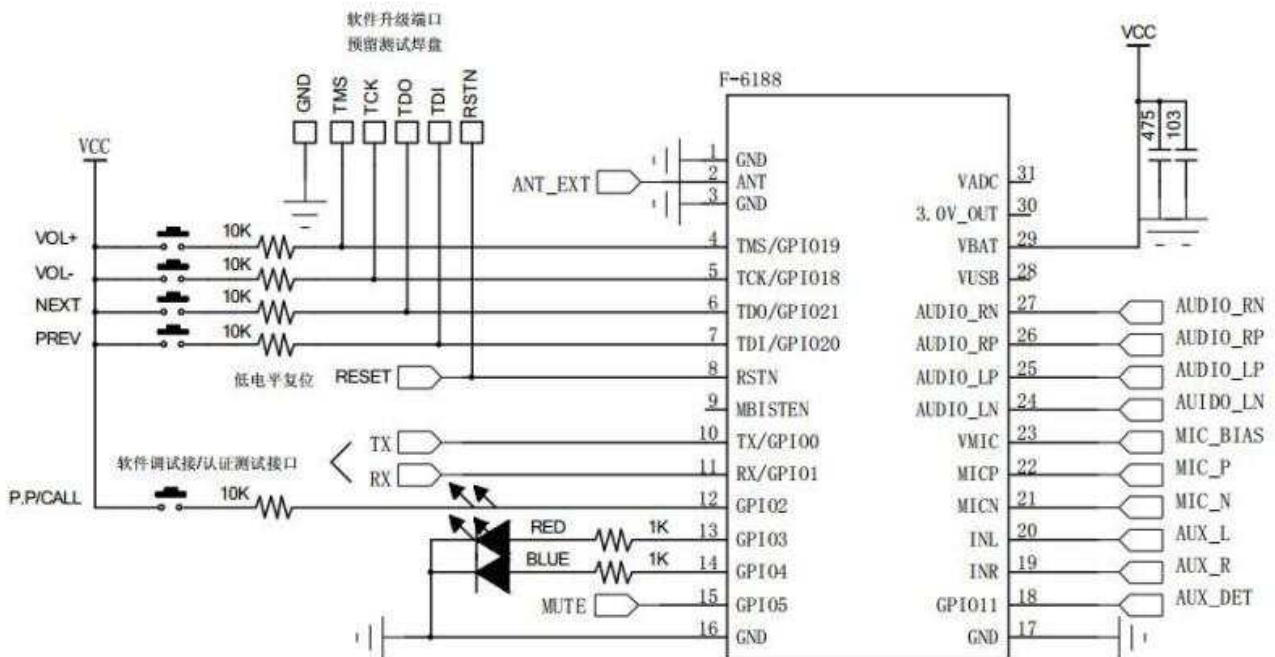 软件升级端口
预留测试焊盘
GND
TMS
TCK
TDO
TDI
RSTN
VCC
F-6188
VCC
475
103
VOL+
10K
VOL-
10K
NEXT
10K
PREV
10K
低电平复位
RESET
ANT_EXT
TX
RX
软件调试接/认证测试接口
P.P/CALL
10K
RED
1K
BLUE
1K
MUTE
1 GND
2 ANT
3 GND
4 TMS/GPIO19
5 TCK/GPIO18
6 TDO/GPIO21
7 TDI/GPIO20
8 RSTN
9 MBISTEN
10 TX/GPIO0
11 RX/GPIO1
12 GPIO2
13 GPIO3
14 GPIO4
15 GPIO5
16 GND
VADC 31
3.0V_OUT 30
VBAT 29
VUSB 28
AUDIO_RN 27 AUDIO_RN
AUDIO_RP 26 AUDIO_RP
AUDIO_LP 25 AUDIO_LP
AUDIO_LN 24 AUIDO_LN
VMIC 23 MIC_BIAS
MICP 22 MIC_P
MICN 21 MIC_N
INL 20 AUX_L
INR 19 AUX_R
GPIO11 18 AUX_DET
GND 17